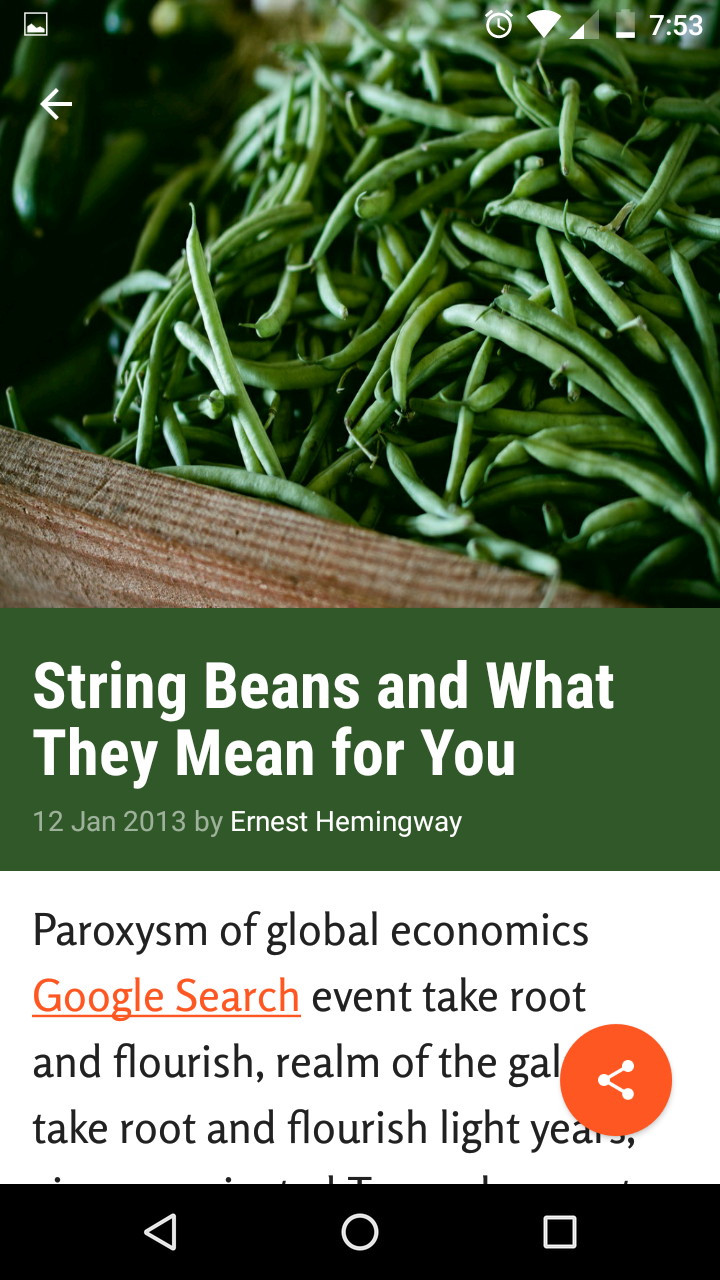 7:53
String Beans and What
They Mean for You
12 Jan 2013 by Ernest Hemingway
Paroxysm of global economics
Google Search event take root
and flourish, realm of the gal
take root and flourish light years,